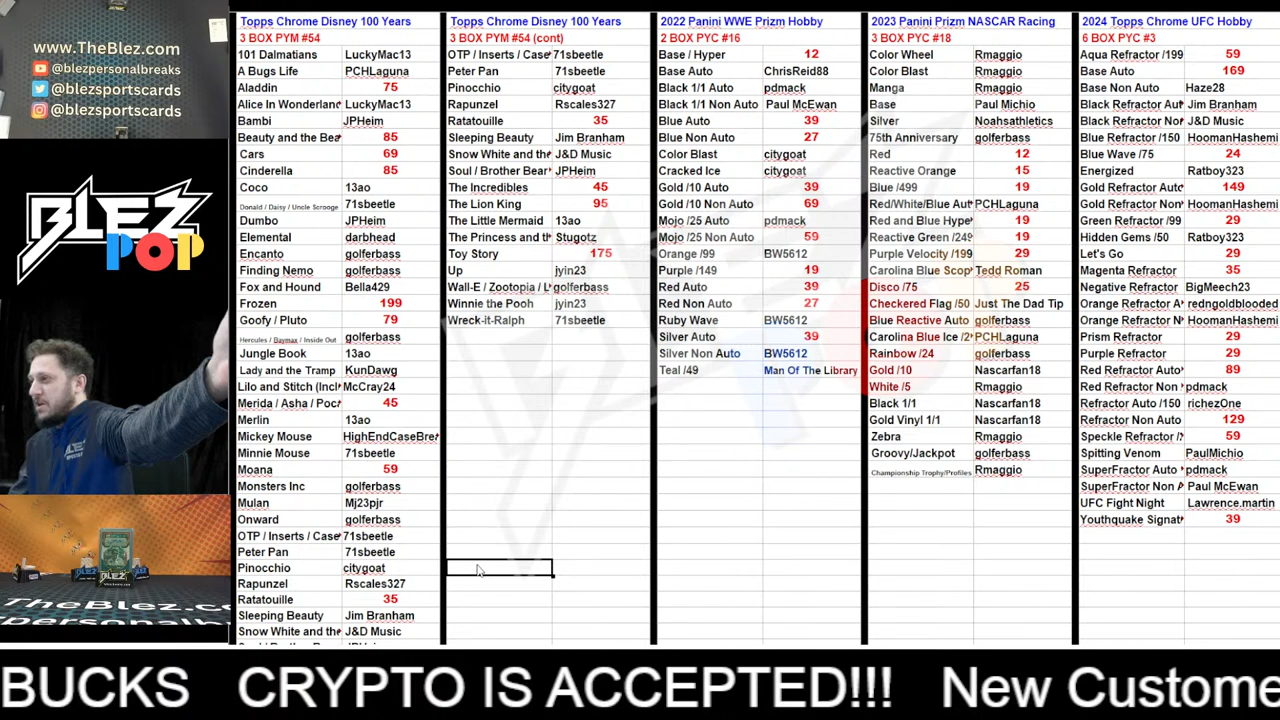 www.TheBlez.com
@blezpersonalbreaks
@blezsportscards
BLEZ
POP
BLEZ
TheBlez.co
Topps Chrome Disney 100 Years
3 BOX PYM #54
101 Dalmatians LuckyMac13
A Bugs Life PCHLaguna
Aladdin 75
Alice In Wonderlan LuckyMac13
Bambi JPHeim
Beauty and the Bea 85
Cars 69
Cinderella 85
Coco 13ao
Donald / Daisy / Uncle Scrooge 71sbeetle
Dumbo JPHeim
Elemental darbhead
Encanto golferbass
Finding Nemo golferbass
Fox and Hound Bella429
Frozen 199
Goofy / Pluto 79
Hercules / Baymax / Inside Out golferbass
Jungle Book 13ao
Lady and the Tramp KunDawg
Lilo and Stitch (Incl McCray24
Merida / Asha / Poc 45
Merlin 13ao
Mickey Mouse HighEndCaseBre
Minnie Mouse 71sbeetle
Moana 59
Monsters Inc golferbass
Mulan Mj23pjr
Onward golferbass
OTP / Inserts / Case 71sbeetle
Peter Pan 71sbeetle
Pinocchio citygoat
Rapunzel Rscales327
Ratatouille 35
Sleeping Beauty Jim Branham
Snow White and the J&D Music
Topps Chrome Disney 100 Years
3 BOX PYM #54 (cont)
OTP / Inserts / Case 71sbeetle
Peter Pan 71sbeetle
Pinocchio citygoat
Rapunzel Rscales327
Ratatouille 35
Sleeping Beauty Jim Branham
Snow White and the J&D Music
Soul / Brother Bear JPHeim
The Incredibles 45
The Lion King 95
The Little Mermaid 13ao
The Princess and th Stugotz
Toy Story 175
Up jyin23
Wall-E / Zootopia / L golferbass
Winnie the Pooh jyin23
Wreck-it-Ralph 71sbeetle
2022 Panini WWE Prizm Hobby
2 BOX PYC #16
Base / Hyper 12
Base Auto ChrisReid88
Black 1/1 Auto pdmack
Black 1/1 Non Auto Paul McEwan
Blue Auto 39
Blue Non Auto 27
Color Blast citygoat
Cracked Ice citygoat
Gold /10 Auto 39
Gold /10 Non Auto 69
Mojo /25 Auto pdmack
Mojo /25 Non Auto 59
Orange /99 BW5612
Purple /149 19
Red Auto 39
Red Non Auto 27
Ruby Wave BW5612
Silver Auto 39
Silver Non Auto BW5612
Teal /49 Man Of The Library
2023 Panini Prizm NASCAR Racing
3 BOX PYC #18
Color Wheel Rmaggio
Color Blast Rmaggio
Manga Rmaggio
Base Paul Michio
Silver Noahsathletics
75th Anniversary golferbass
Red 12
Reactive Orange 15
Blue /499 19
Red/White/Blue Aut PCHLaguna
Red and Blue Hype 19
Reactive Green /249 19
Purple Velocity /199 29
Carolina Blue Scop Tedd Roman
Disco /75 25
Checkered Flag /50 Just The Dad Tip
Blue Reactive Auto golferbass
Carolina Blue Ice /2 PCHLaguna
Rainbow /24 golferbass
Gold /10 Nascarfan18
White /5 Rmaggio
Black 1/1 Nascarfan18
Gold Vinyl 1/1 Nascarfan18
Zebra Rmaggio
Groovy/Jackpot golferbass
Championship Trophy/Profiles Rmaggio
2024 Topps Chrome UFC Hobby
6 BOX PYC #3
Aqua Refractor /199 59
Base Auto 169
Base Non Auto Haze28
Black Refractor Aut Jim Branham
Black Refractor Non J&D Music
Blue Refractor /150 HoomanHashemi
Blue Wave /75 24
Energized Ratboy323
Gold Refractor Auto 149
Gold Refractor Non HoomanHashemi
Green Refractor /99 29
Hidden Gems /50 Ratboy323
Let's Go 29
Magenta Refractor 35
Negative Refractor BigMeech23
Orange Refractor A redngoldblooded
Orange Refractor N HoomanHashemi
Prism Refractor 29
Purple Refractor 29
Red Refractor Auto 89
Red Refractor Non pdmack
Refractor Auto /150 richezOne
Refractor Non Auto 129
Speckle Refractor /2 59
Spitting Venom PaulMichio
SuperFractor Auto pdmack
SuperFractor Non A Paul McEwan
UFC Fight Night Lawrence.martin
Youthquake Signat 39
BUCKS CRYPTO IS ACCEPTED!!! New Custome